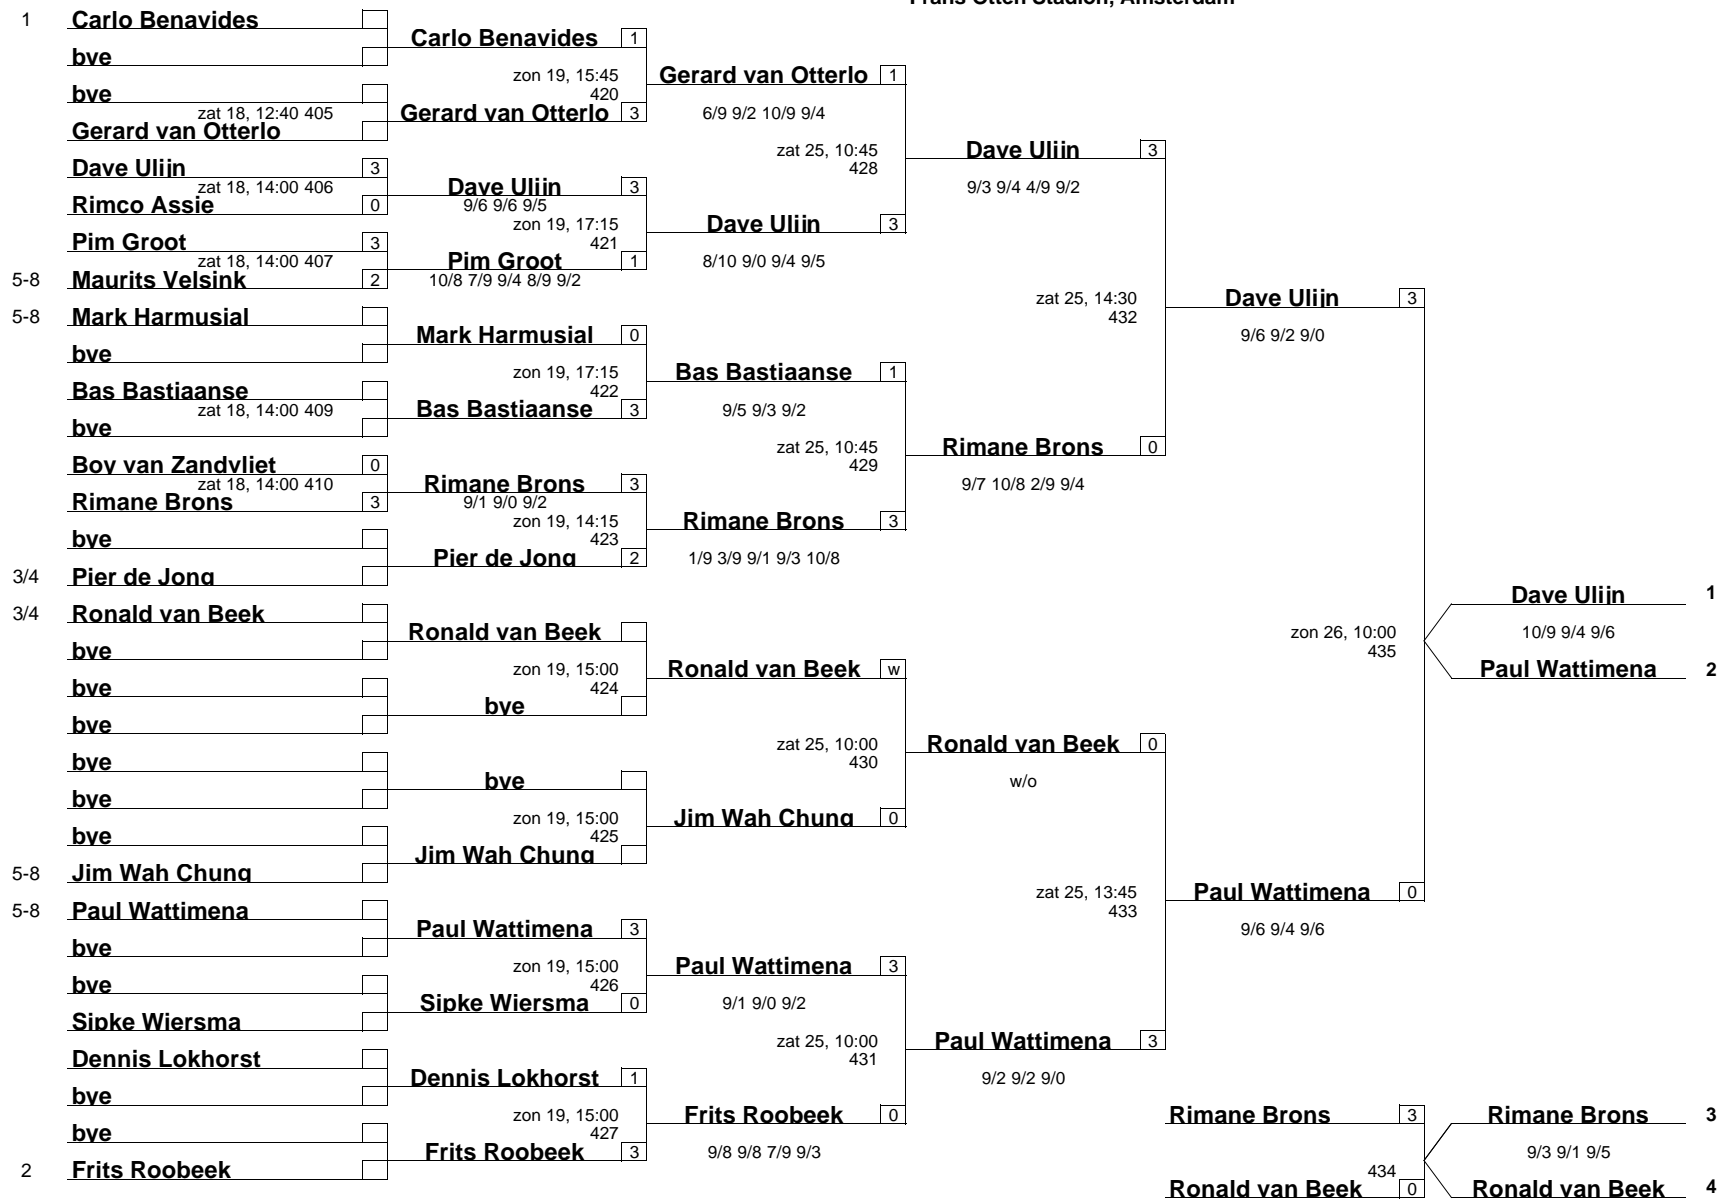 Frans Otten Stadion, Amsterdam
1 Carlo Benavides
bye
bye
zat 18, 12:40 405
Gerard van Otterlo
Dave Ulijn 3
zat 18, 14:00 406
Rimco Assie 0
Pim Groot 3
zat 18, 14:00 407
5-8 Maurits Velsink 2
5-8 Mark Harmusial
bye
Bas Bastiaanse
zat 18, 14:00 409
bye
Boy van Zandvliet 0
zat 18, 14:00 410
Rimane Brons 3
bye
3/4 Pier de Jong
3/4 Ronald van Beek
bye
bye
bye
bye
bye
bye
5-8 Jim Wah Chung
5-8 Paul Wattimena
bye
bye
Sipke Wiersma
Dennis Lokhorst
bye
bye
2 Frits Roobeek
Carlo Benavides 1
zon 19, 15:45
420
Gerard van Otterlo 3
Dave Ulijn 3
9/6 9/6 9/5
zon 19, 17:15
421
Pim Groot 1
10/8 7/9 9/4 8/9 9/2
Mark Harmusial 0
zon 19, 17:15
422
Bas Bastiaanse 3
Rimane Brons 3
9/1 9/0 9/2
zon 19, 14:15
423
Pier de Jong 2
Ronald van Beek
zon 19, 15:00
424
bye
bye
zon 19, 15:00
425
Jim Wah Chung
Paul Wattimena 3
zon 19, 15:00
426
Sipke Wiersma 0
Dennis Lokhorst 1
zon 19, 15:00
427
Frits Roobeek 3
Gerard van Otterlo 1
6/9 9/2 10/9 9/4
zat 25, 10:45
428
Dave Ulijn 3
8/10 9/0 9/4 9/5
Bas Bastiaanse 1
9/5 9/3 9/2
zat 25, 10:45
429
Rimane Brons 3
1/9 3/9 9/1 9/3 10/8
Ronald van Beek w
zat 25, 10:00
430
Jim Wah Chung 0
Paul Wattimena 3
9/1 9/0 9/2
zat 25, 10:00
431
Frits Roobeek 0
9/8 9/8 7/9 9/3
Dave Ulijn 3
9/3 9/4 4/9 9/2
zat 25, 14:30
432
Rimane Brons 0
9/7 10/8 2/9 9/4
Ronald van Beek 0
w/o
zat 25, 13:45
433
Paul Wattimena 3
9/2 9/2 9/0
Dave Ulijn 3
9/6 9/2 9/0
zon 26, 10:00
435
Paul Wattimena 0
9/6 9/4 9/6
Dave Ulijn 1
10/9 9/4 9/6
Paul Wattimena 2
Rimane Brons 3
434
Ronald van Beek 0
Rimane Brons 3
9/3 9/1 9/5
Ronald van Beek 4